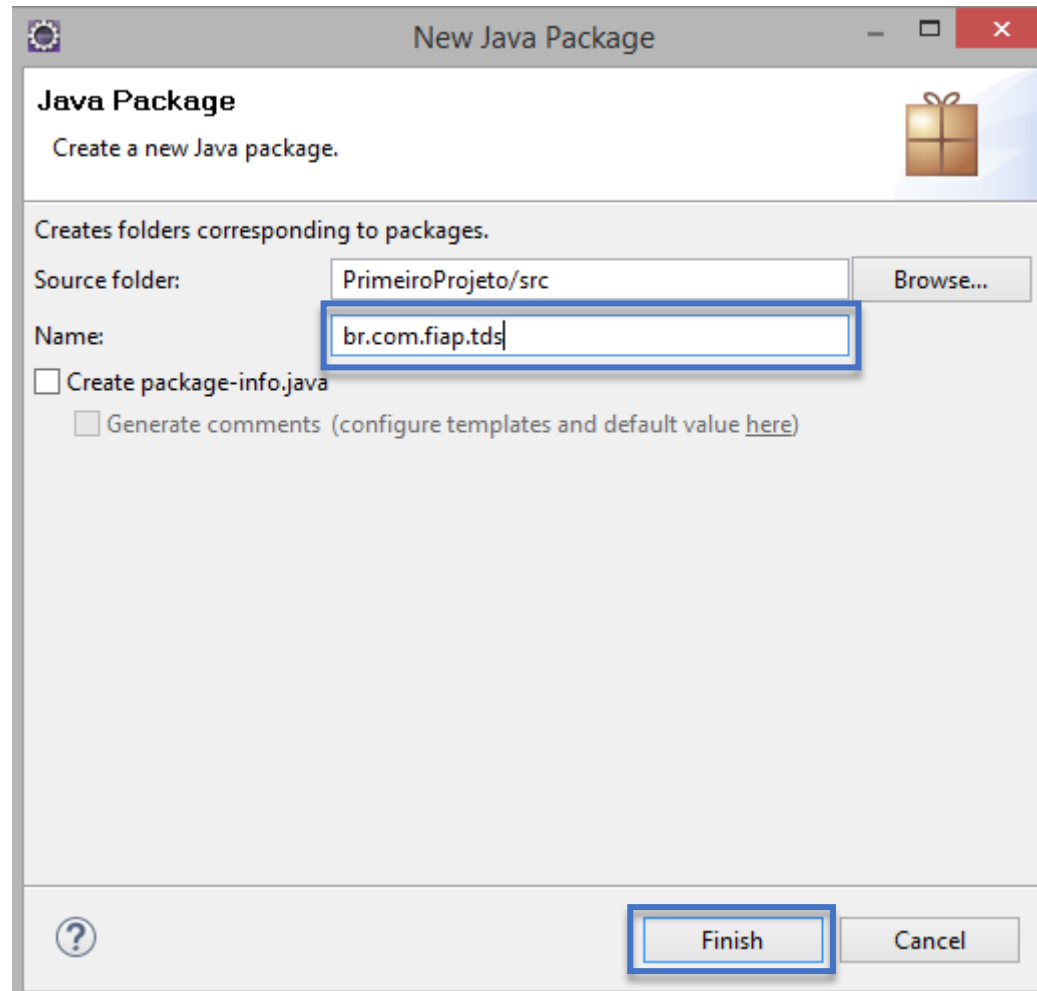 New Java Package
Java Package
Create a new Java package.
Creates folders corresponding to packages.
Source folder: PrimeiroProjeto/src Browse...
Name: br.com.fiap.tds
Create package-info.java
Generate comments (configure templates and default value here)
? Finish Cancel